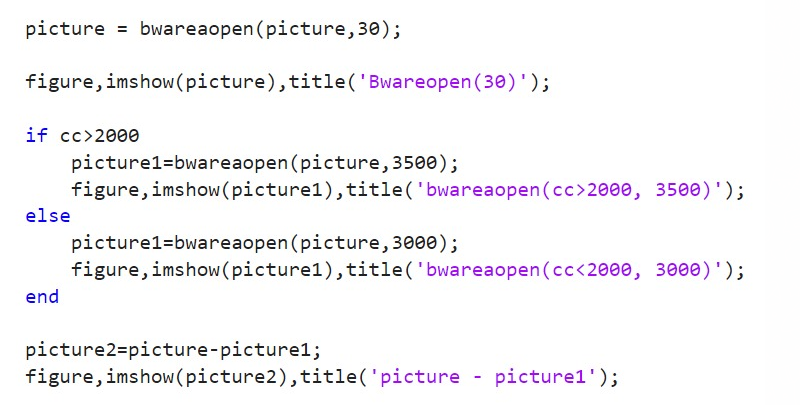 picture = bwareaopen(picture,30);
figure,imshow(picture),title('Bwareopen(30)');
if cc>2000
picture1=bwareaopen(picture,3500);
figure,imshow(picture1),title('bwareaopen(cc>2000, 3500)');
else
picture1=bwareaopen(picture,3000);
figure,imshow(picture1),title('bwareaopen(cc<2000, 3000)');
end
picture2=picture-picture1;
figure,imshow(picture2),title('picture - picture1');